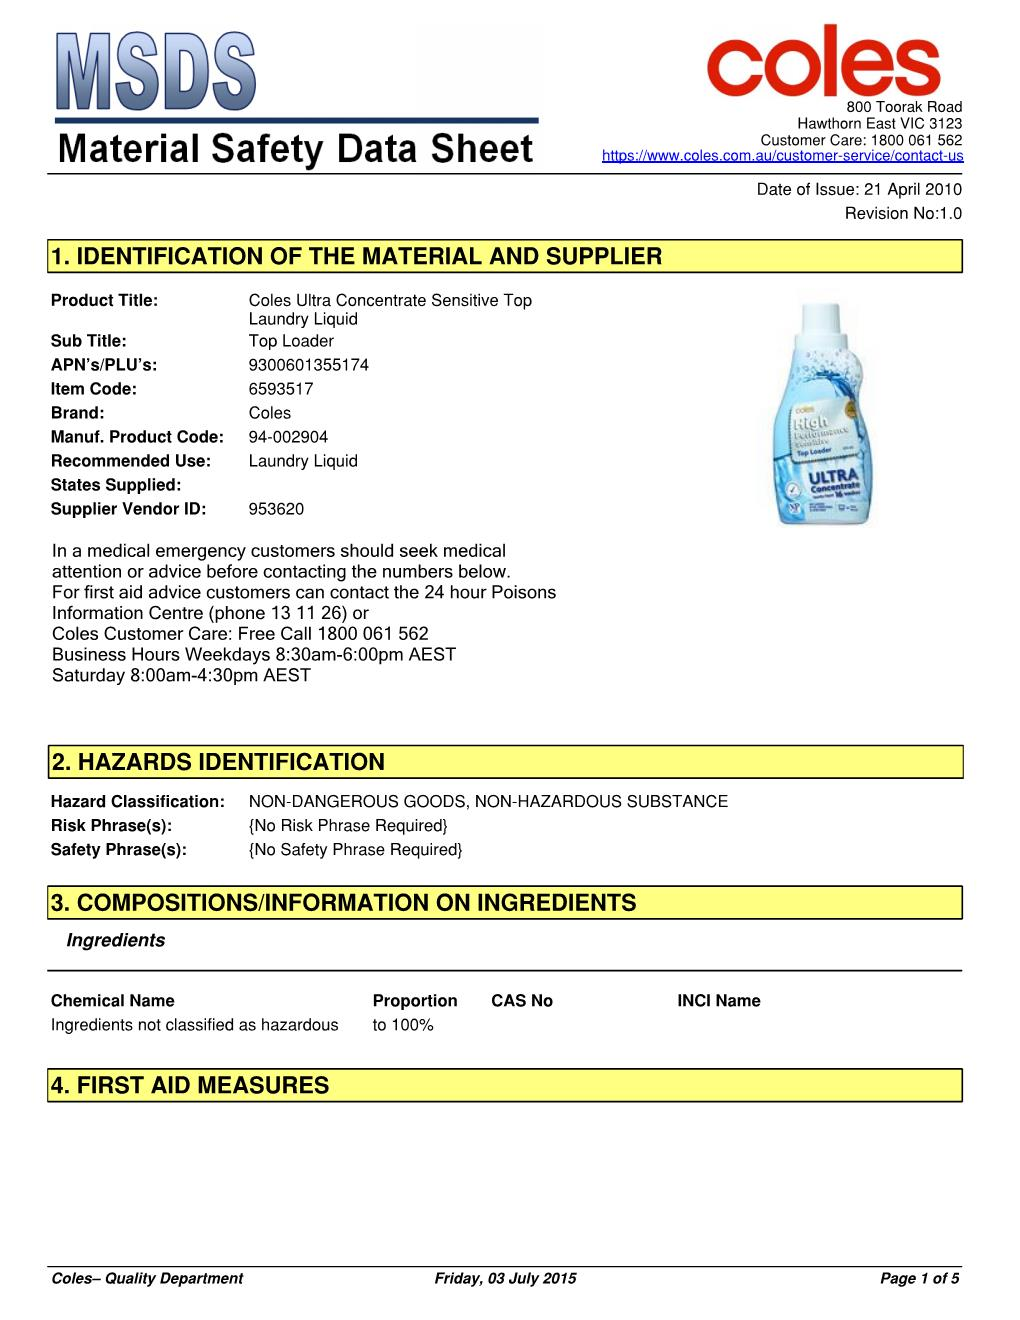 MSDS
Material Safety Data Sheet
coles
800 Toorak Road
Hawthorn East VIC 3123
Customer Care: 1800 061 562
https://www.coles.com.au/customer-service/contact-us
Date of Issue: 21 April 2010
Revision No:1.0
1. IDENTIFICATION OF THE MATERIAL AND SUPPLIER
Product Title: Coles Ultra Concentrate Sensitive Top
Laundry Liquid
Sub Title: Top Loader
APN's/PLU's: 9300601355174
Item Code: 6593517
Brand: Coles
Manuf. Product Code: 94-002904
Recommended Use: Laundry Liquid
States Supplied:
Supplier Vendor ID: 953620
coles
High
Performance
Sensitive
Top Loader
ULTRA
Concentrate
In a medical emergency customers should seek medical
attention or advice before contacting the numbers below.
For first aid advice customers can contact the 24 hour Poisons
Information Centre (phone 13 11 26) or
Coles Customer Care: Free Call 1800 061 562
Business Hours Weekdays 8:30am-6:00pm AEST
Saturday 8:00am-4:30pm AEST
2. HAZARDS IDENTIFICATION
Hazard Classification: NON-DANGEROUS GOODS, NON-HAZARDOUS SUBSTANCE
Risk Phrase(s): {No Risk Phrase Required}
Safety Phrase(s): {No Safety Phrase Required}
3. COMPOSITIONS/INFORMATION ON INGREDIENTS
Ingredients
Chemical Name Proportion CAS No INCI Name
Ingredients not classified as hazardous to 100%
4. FIRST AID MEASURES
Coles– Quality Department Friday, 03 July 2015 Page 1 of 5